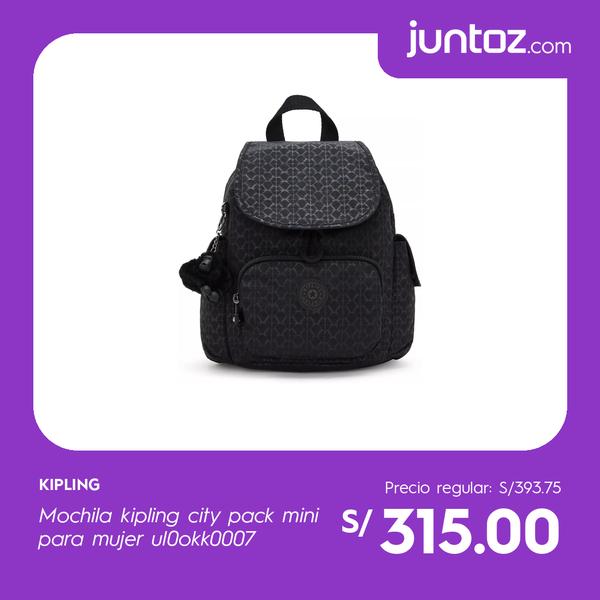 juntoz.com
KIPLING
Mochila kipling city pack mini
para mujer ul0okk0007
Precio regular: S/393.75
S/315.00